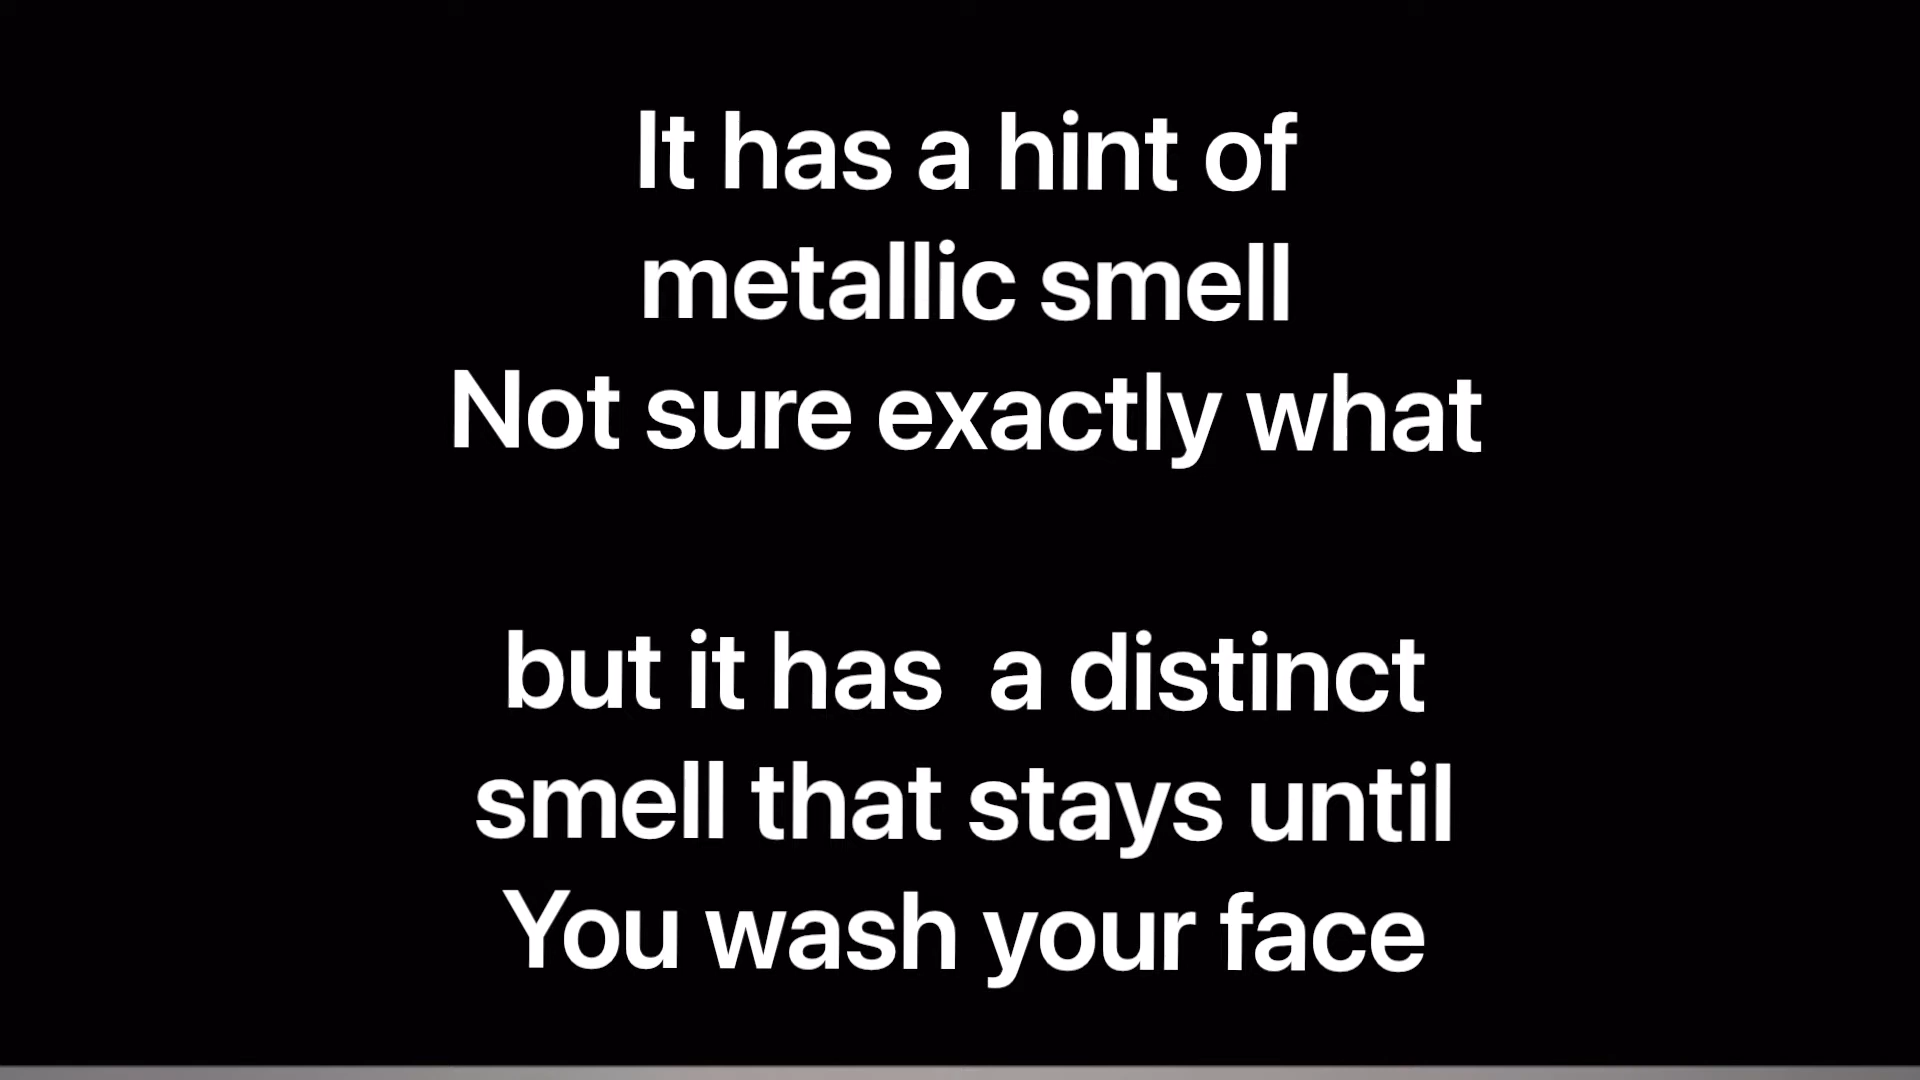 It has a hint of
metallic smell
Not sure exactly what
but it has  a distinct
smell that stays until
You wash your face